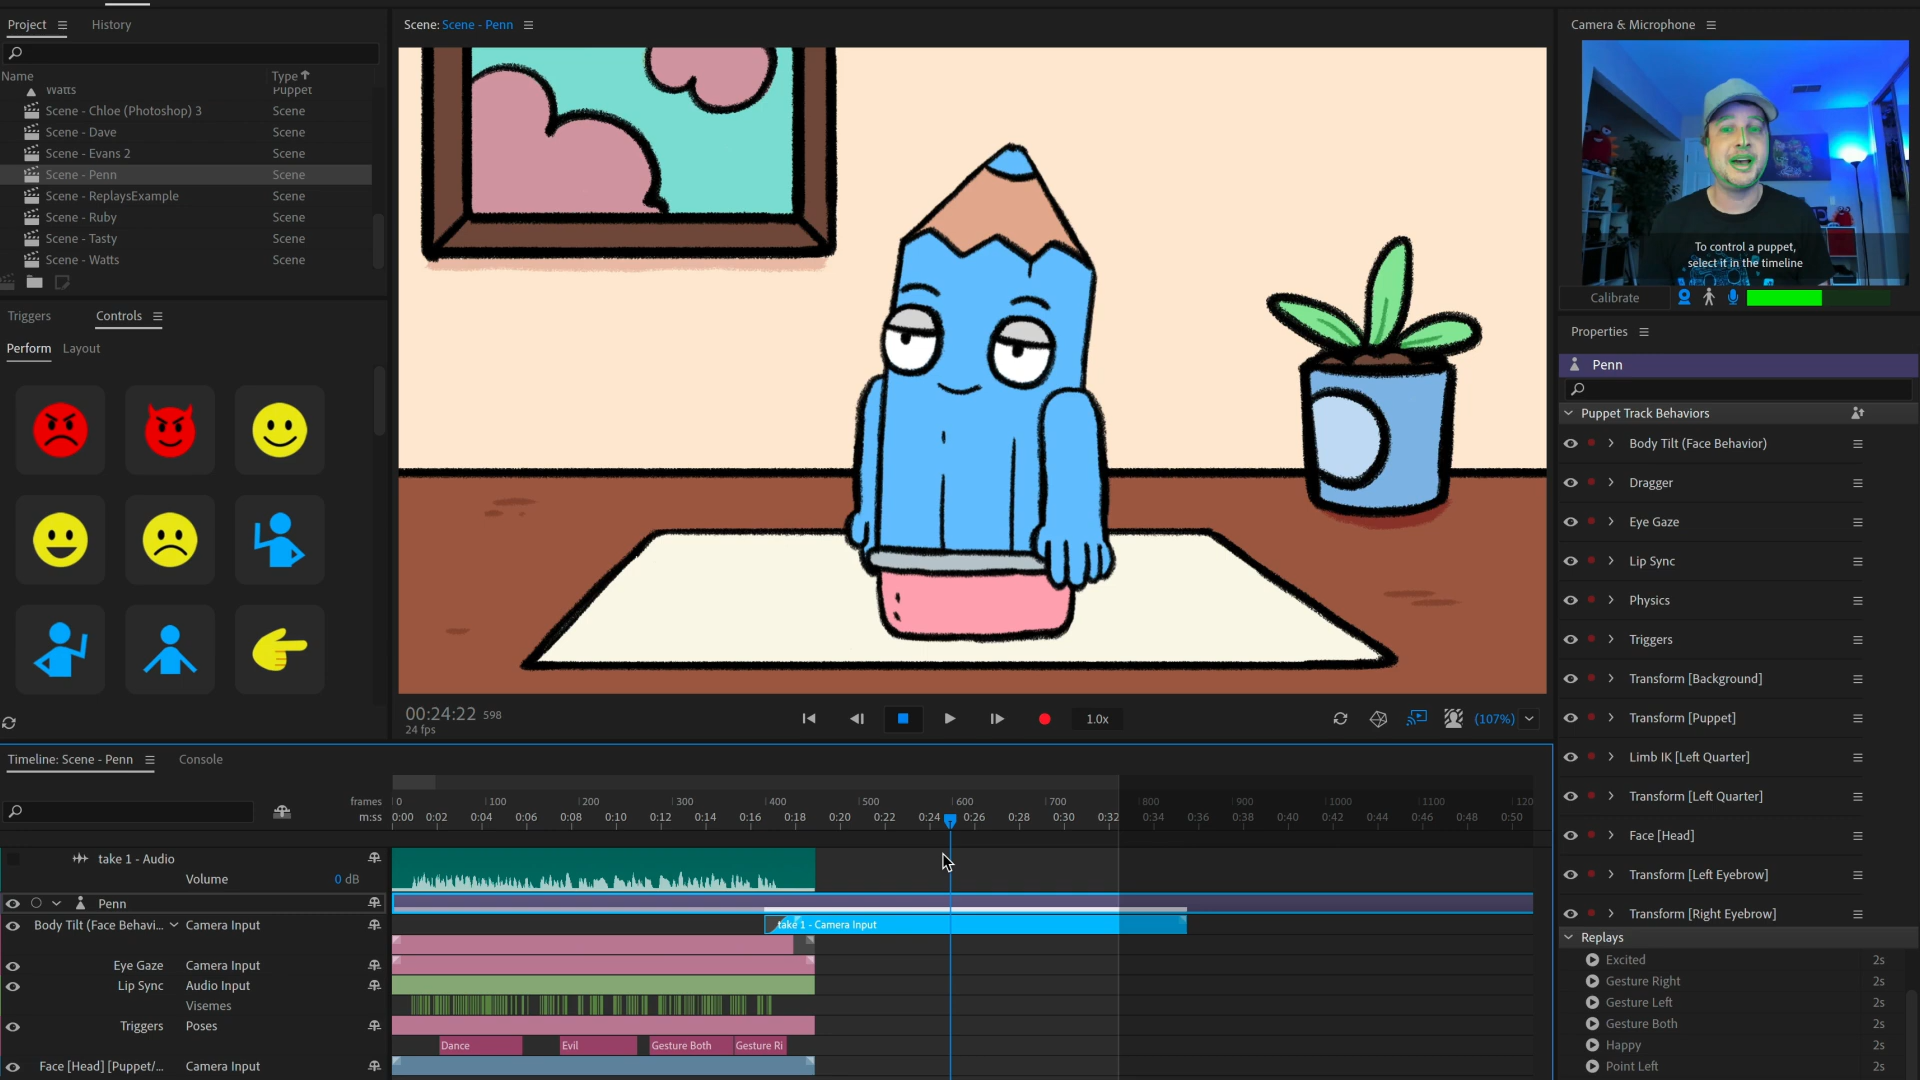 Project
History
Name
Type
Watts
Puppet
Scene - Chloe (Photoshop) 3
Scene
Scene - Dave
Scene
Scene - Evans 2
Scene
Scene - Penn
Scene
Scene - ReplaysExample
Scene
Scene - Ruby
Scene
Scene - Tasty
Scene
Scene - Watts
Scene
Triggers
Controls
Perform
Layout
Scene: Scene - Penn
00:24:22 598
24 fps
1.0x
(107%)
Camera & Microphone
To control a puppet,
select it in the timeline
Calibrate
Properties
Penn
Puppet Track Behaviors
Body Tilt (Face Behavior)
Dragger
Eye Gaze
Lip Sync
Physics
Triggers
Transform [Background]
Transform [Puppet]
Limb IK [Left Quarter]
Transform [Left Quarter]
Face [Head]
Transform [Left Eyebrow]
Transform [Right Eyebrow]
Replays
Excited 2s
Gesture Right 2s
Gesture Left 2s
Gesture Both 2s
Happy 2s
Point Left 2s
Timeline: Scene - Penn
Console
frames 0 100 200 300 400 500 600 700 800 900 1000 1100 120
m:ss 0:00 0:02 0:04 0:06 0:08 0:10 0:12 0:14 0:16 0:18 0:20 0:22 0:24 0:26 0:28 0:30 0:32 0:34 0:36 0:38 0:40 0:42 0:44 0:46 0:48 0:50
take 1 - Audio
Volume 0 dB
Penn
Body Tilt (Face Behavi... Camera Input
take 1 - Camera Input
Eye Gaze Camera Input
Lip Sync Audio Input
Visemes
Triggers Poses
Dance Evil Gesture Both Gesture Ri
Face [Head] [Puppet/... Camera Input